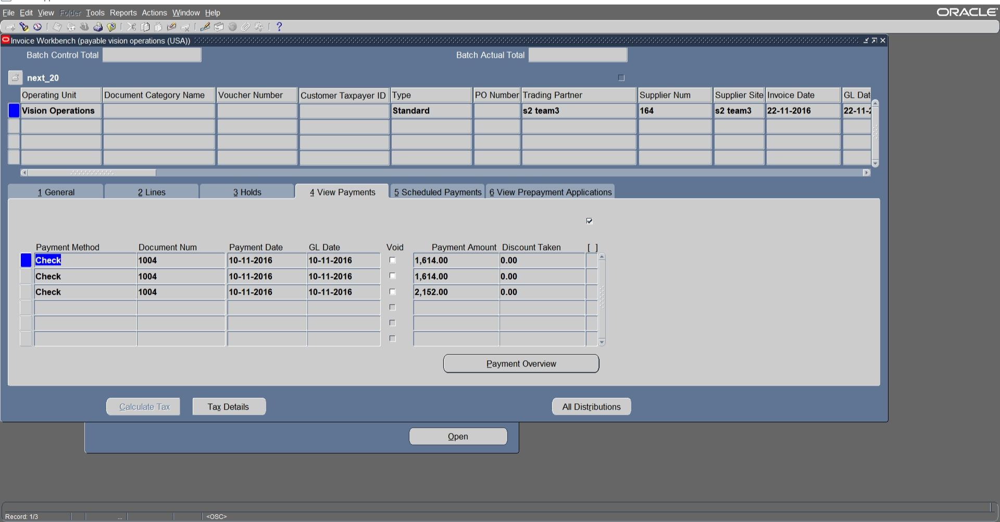 File Edit View Folder Tools Reports Actions Window Help
ORACLE
Invoice Workbench (payable vision operations (USA))
Batch Control Total
Batch Actual Total
next_20
Operating Unit Document Category Name Voucher Number Customer Taxpayer ID Type PO Number Trading Partner Supplier Num Supplier Site Invoice Date GL Dat
Vision Operations Standard s2 team3 164 s2 team3 22-11-2016 22-11-2
1 General 2 Lines 3 Holds 4 View Payments 5 Scheduled Payments 6 View Prepayment Applications
Payment Method Document Num Payment Date GL Date Void Payment Amount Discount Taken [ ]
Check 1004 10-11-2016 10-11-2016 1,614.00 0.00
Check 1004 10-11-2016 10-11-2016 1,614.00 0.00
Check 1004 10-11-2016 10-11-2016 2,152.00 0.00
Payment Overview
Calculate Tax Tax Details All Distributions
Open
Record: 1/3 ... <OSC>